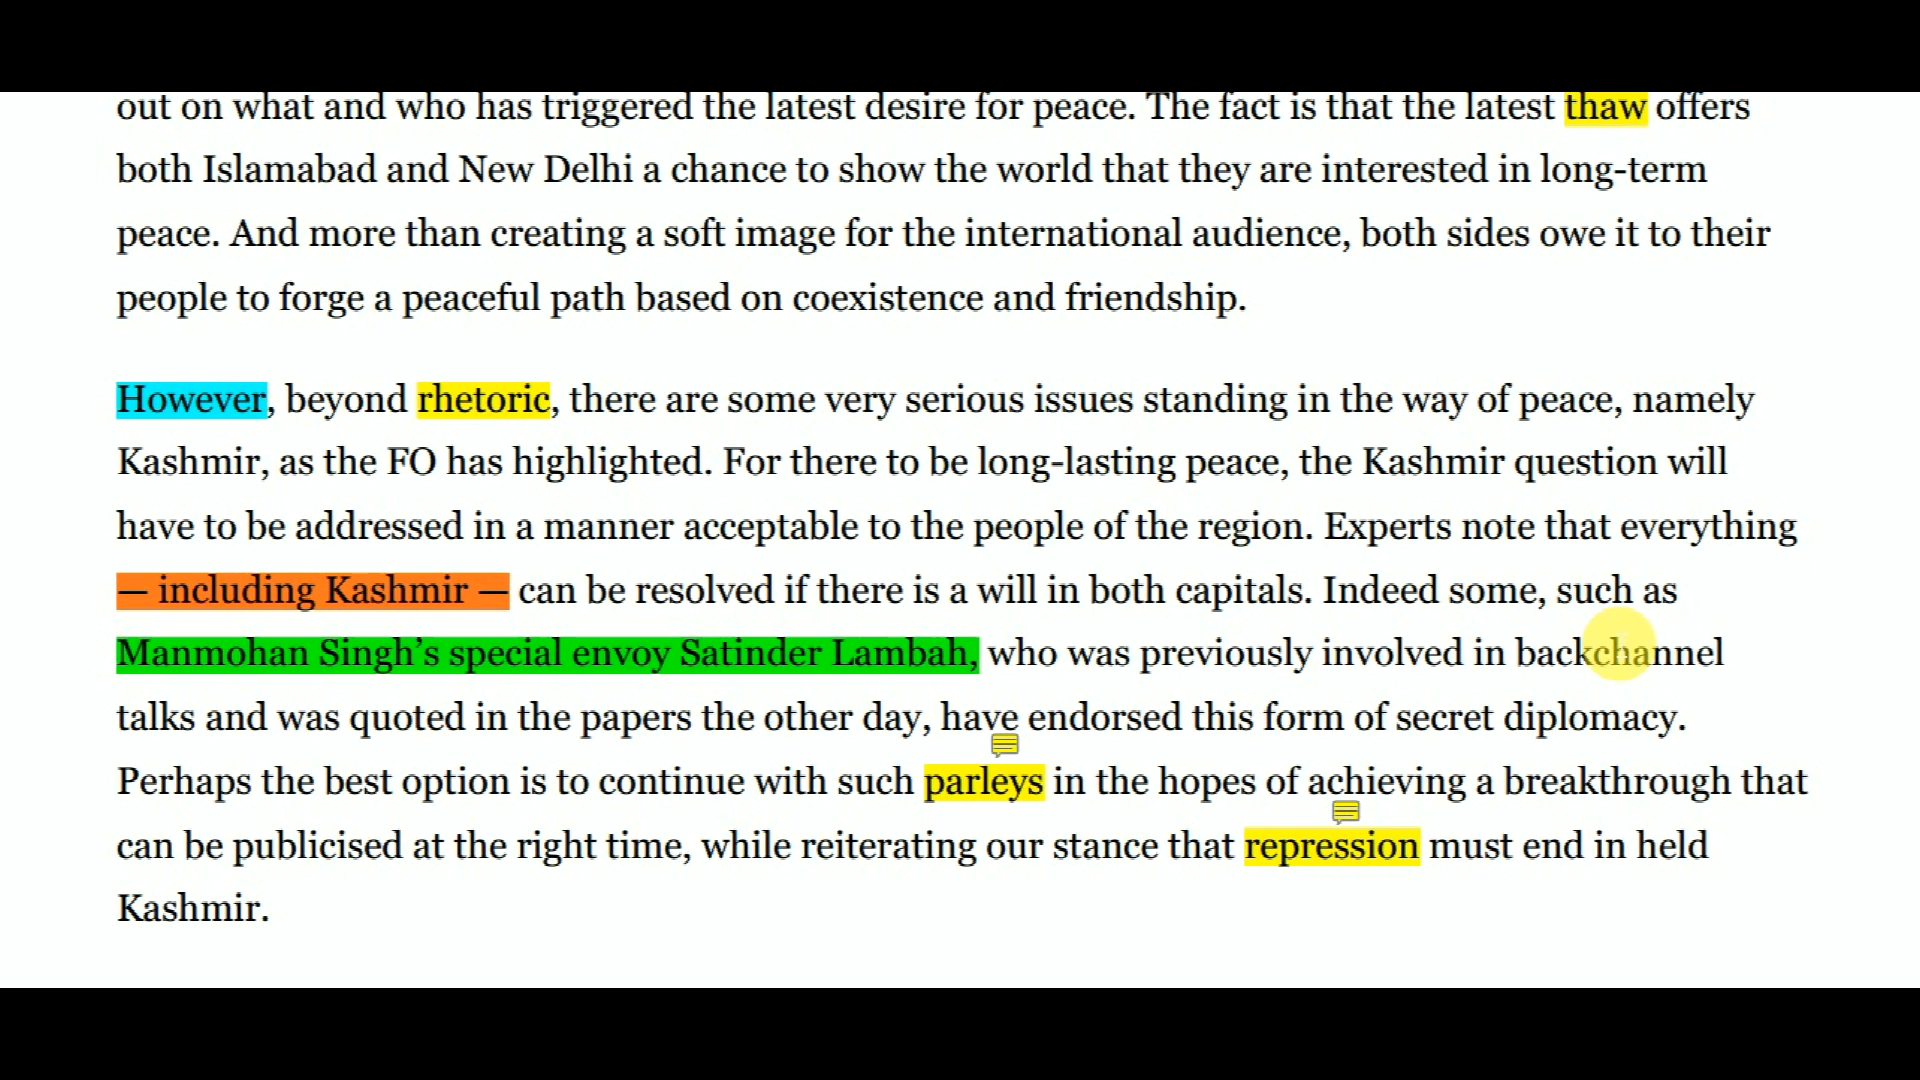 out on what and who has triggered the latest desire for peace. The fact is that the latest thaw offers
both Islamabad and New Delhi a chance to show the world that they are interested in long-term
peace. And more than creating a soft image for the international audience, both sides owe it to their
people to forge a peaceful path based on coexistence and friendship.
However, beyond rhetoric, there are some very serious issues standing in the way of peace, namely
Kashmir, as the FO has highlighted. For there to be long-lasting peace, the Kashmir question will
have to be addressed in a manner acceptable to the people of the region. Experts note that everything
— including Kashmir — can be resolved if there is a will in both capitals. Indeed some, such as
Manmohan Singh’s special envoy Satinder Lambah, who was previously involved in backchannel
talks and was quoted in the papers the other day, have endorsed this form of secret diplomacy.
Perhaps the best option is to continue with such parleys in the hopes of achieving a breakthrough that
can be publicised at the right time, while reiterating our stance that repression must end in held
Kashmir.